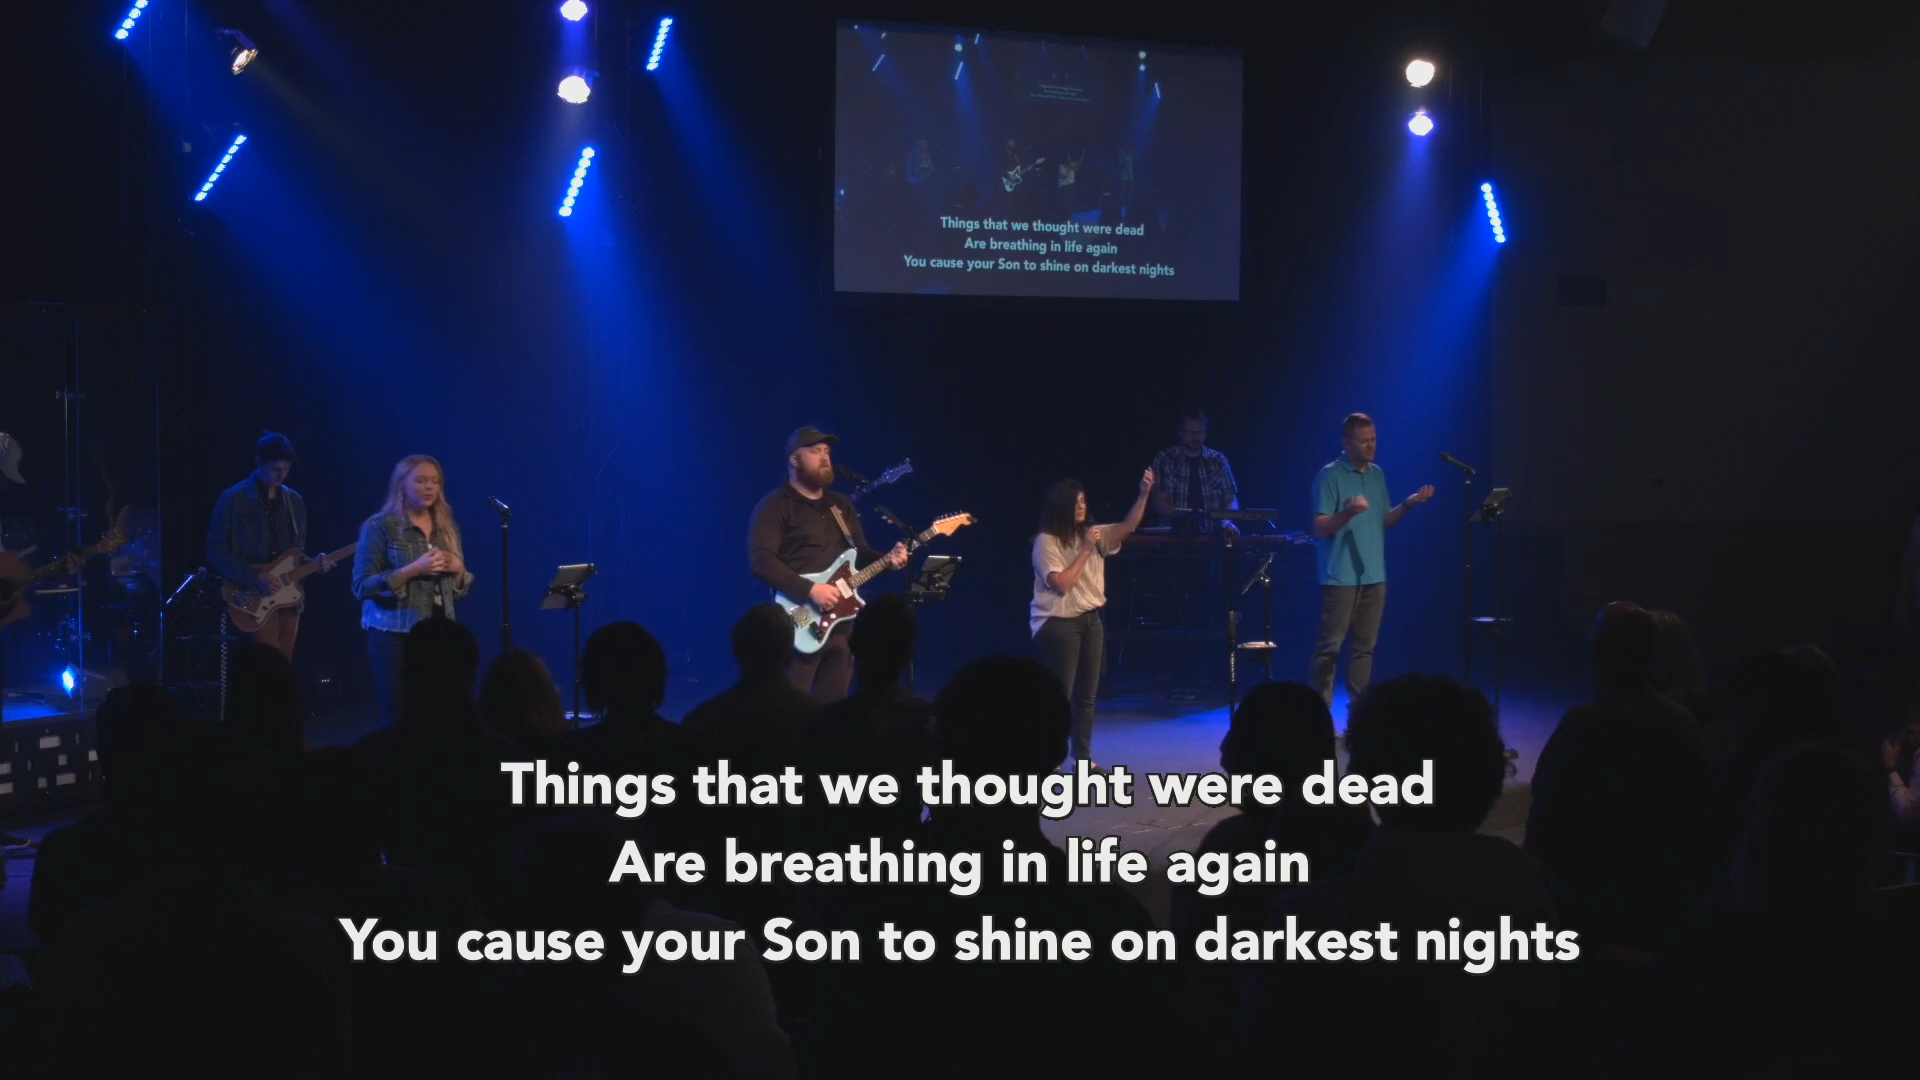 Things that we thought were dead
Are breathing in life again
You cause your Son to shine on darkest nights
Things that we thought were dead
Are breathing in life again
You cause your Son to shine on darkest nights